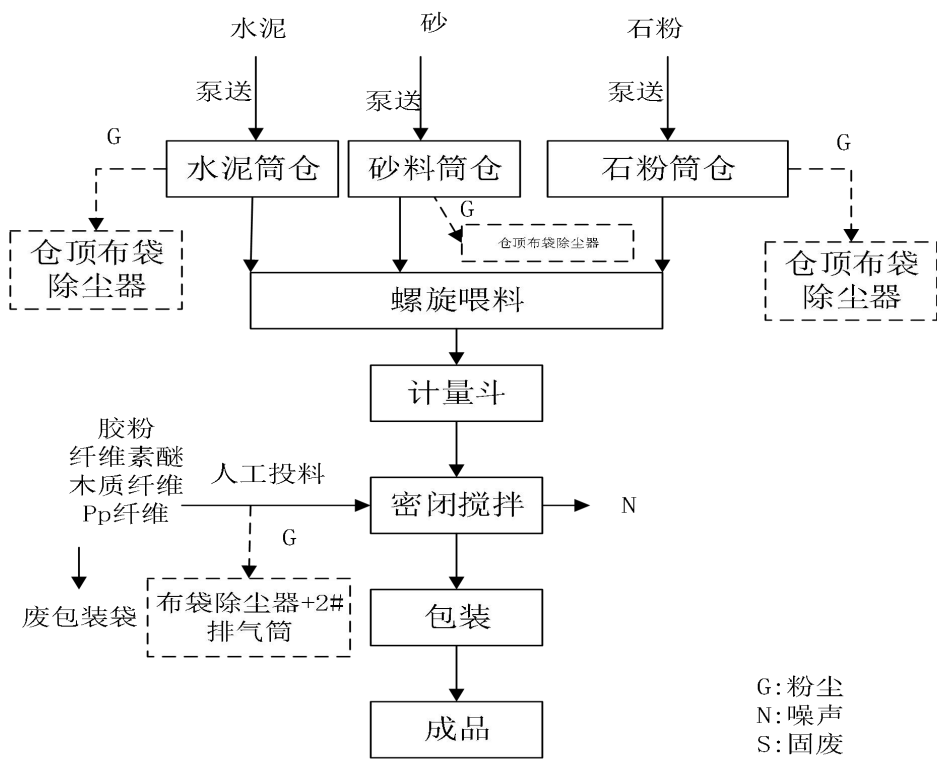 水泥
砂
石粉
泵送
泵送
泵送
G
G
水泥筒仓
砂料筒仓
石粉筒仓
G
仓顶布袋
除尘器
仓顶布袋除尘器
仓顶布袋
除尘器
螺旋喂料
计量斗
胶粉
纤维素醚
木质纤维
Pp纤维
人工投料
密闭搅拌
N
G
废包装袋
布袋除尘器+2#
排气筒
包装
成品
G:粉尘
N:噪声
S:固废